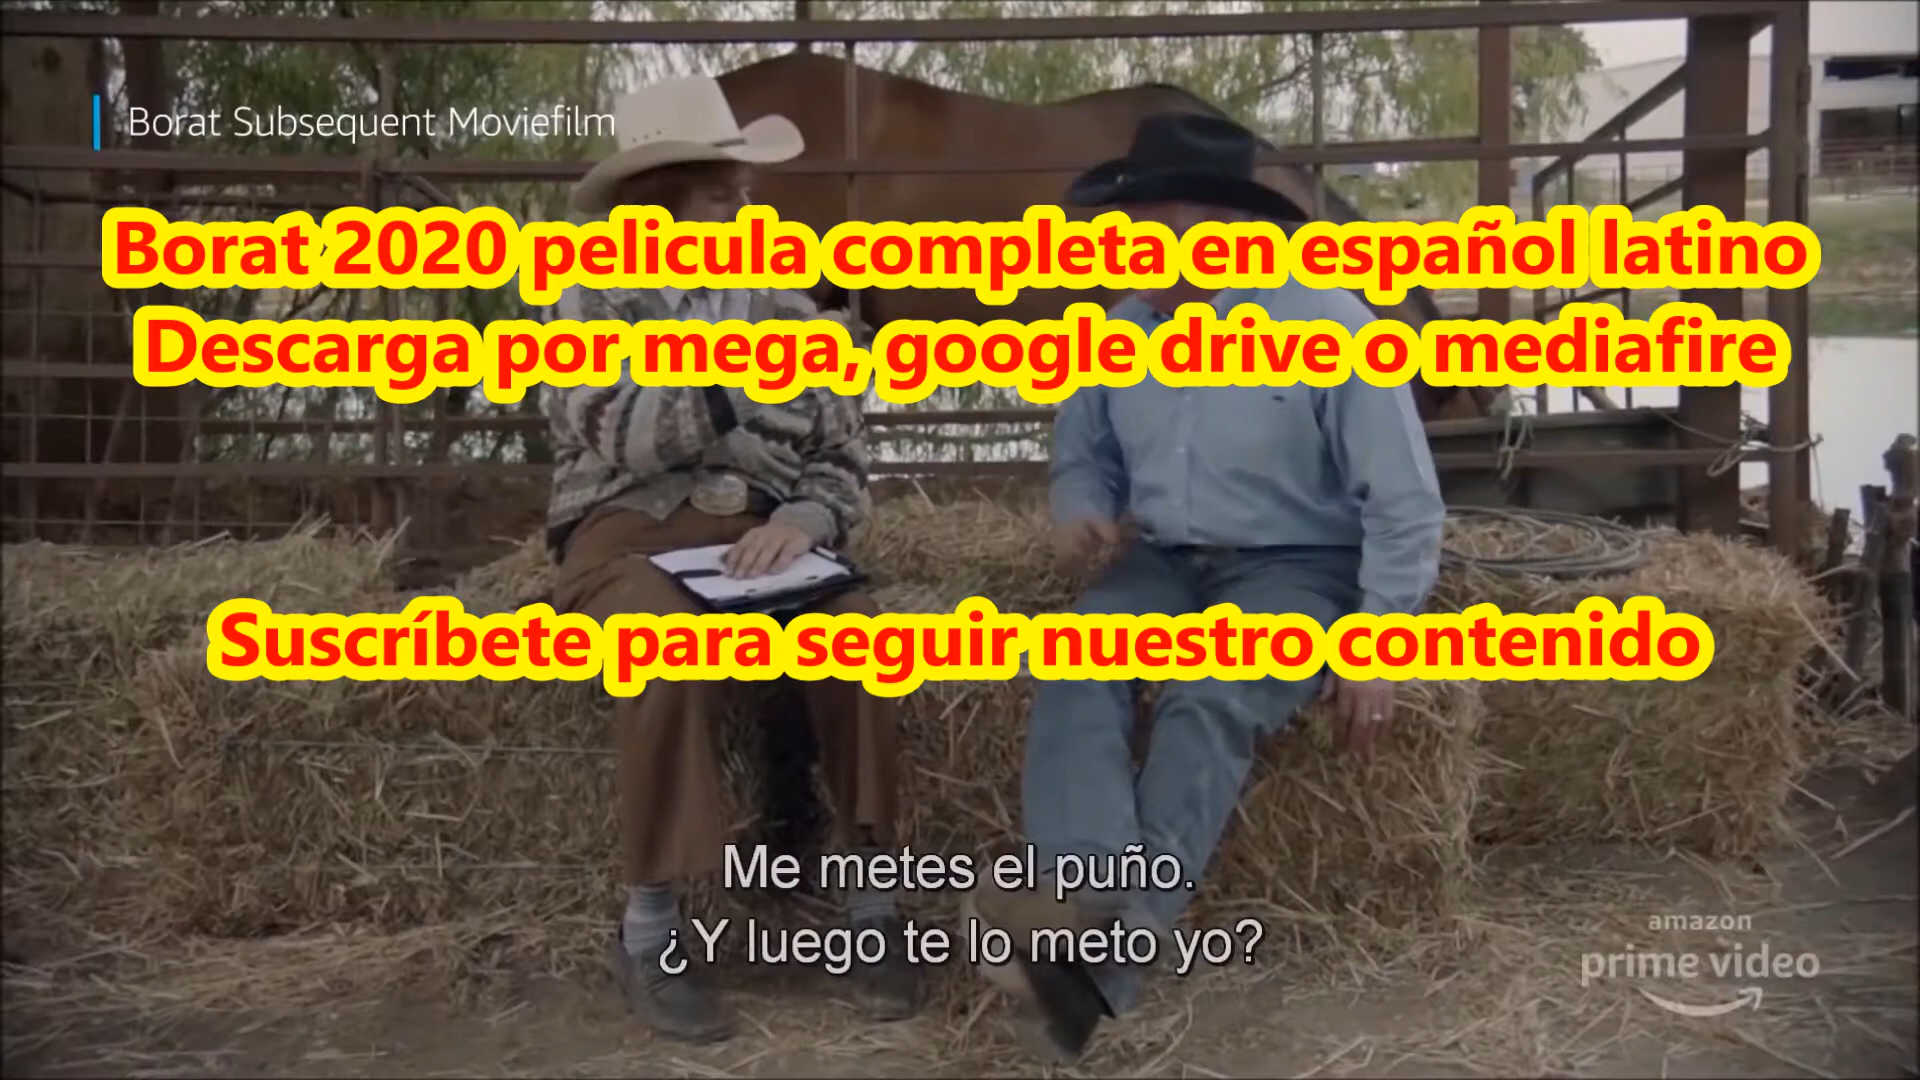 Borat Subsequent Moviefilm
Borat 2020 pelicula completa en español latino
Descarga por mega, google drive o mediafire
Suscríbete para seguir nuestro contenido
Me metes el puño.
¿Y luego te lo meto yo?
amazon
prime video